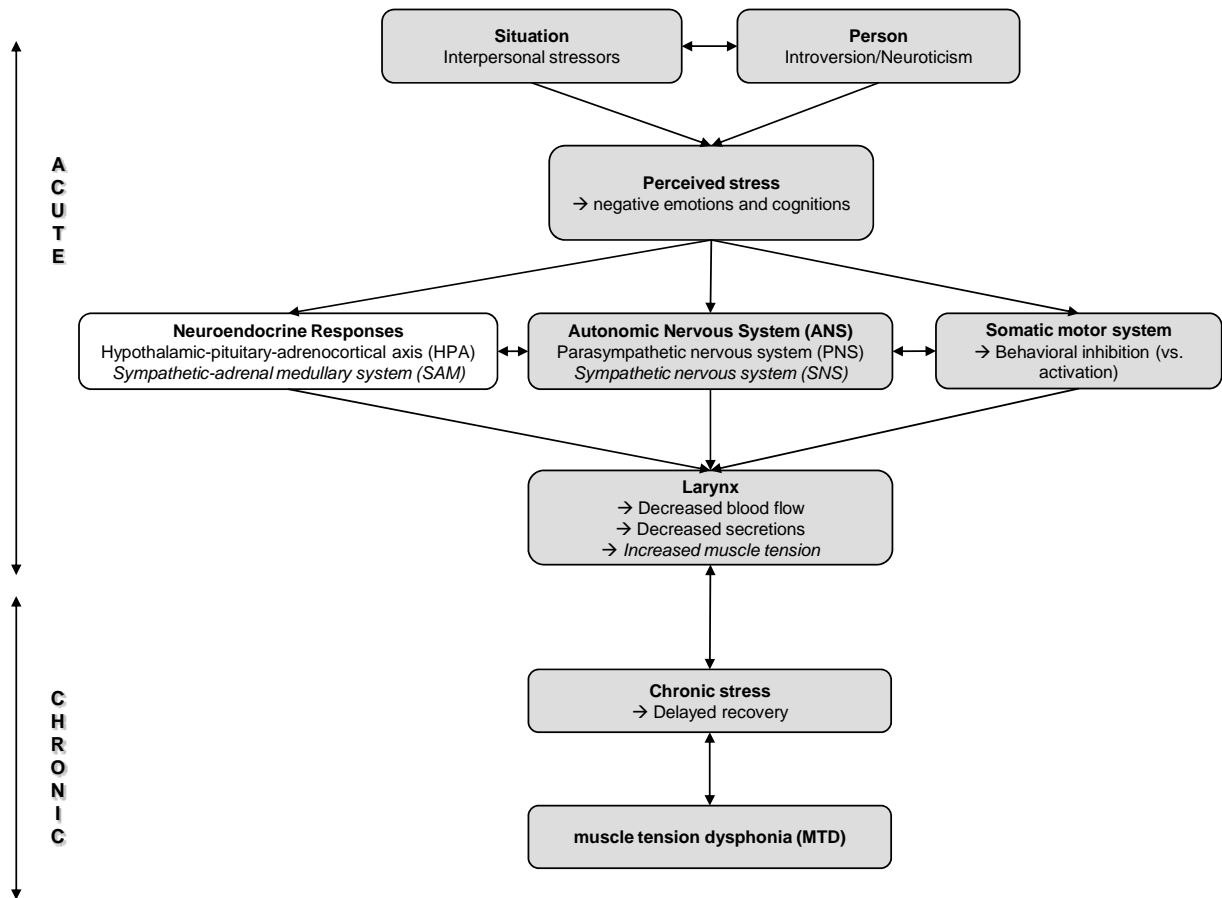 Situation
Interpersonal stressors
Person
Introversion/Neuroticism
A
C
U
T
E
Perceived stress
→ negative emotions and cognitions
Neuroendocrine Responses
Hypothalamic-pituitary-adrenocortical axis (HPA)
Sympathetic-adrenal medullary system (SAM)
Autonomic Nervous System (ANS)
Parasympathetic nervous system (PNS)
Sympathetic nervous system (SNS)
Somatic motor system
→ Behavioral inhibition (vs.
activation)
Larynx
→ Decreased blood flow
→ Decreased secretions
→ Increased muscle tension
C
H
R
O
N
I
C
Chronic stress
→ Delayed recovery
muscle tension dysphonia (MTD)